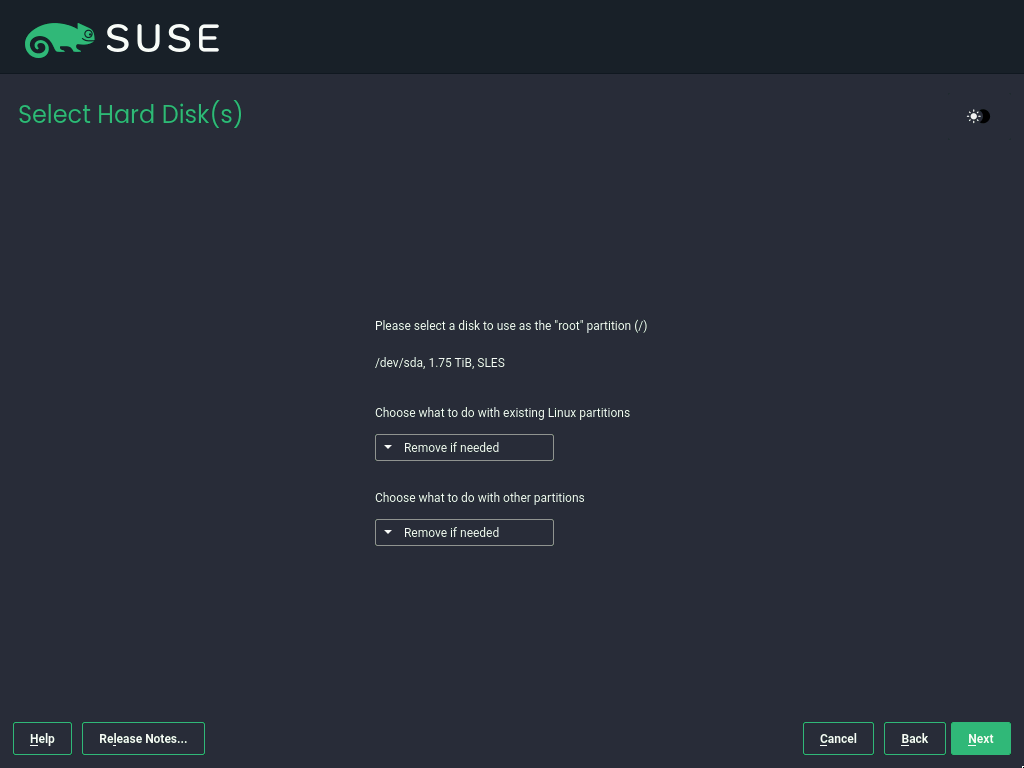 SUSE
Select Hard Disk(s)
Please select a disk to use as the "root" partition (/)
/dev/sda, 1.75 TiB, SLES
Choose what to do with existing Linux partitions
Remove if needed
Choose what to do with other partitions
Remove if needed
Help Release Notes... Cancel Back Next